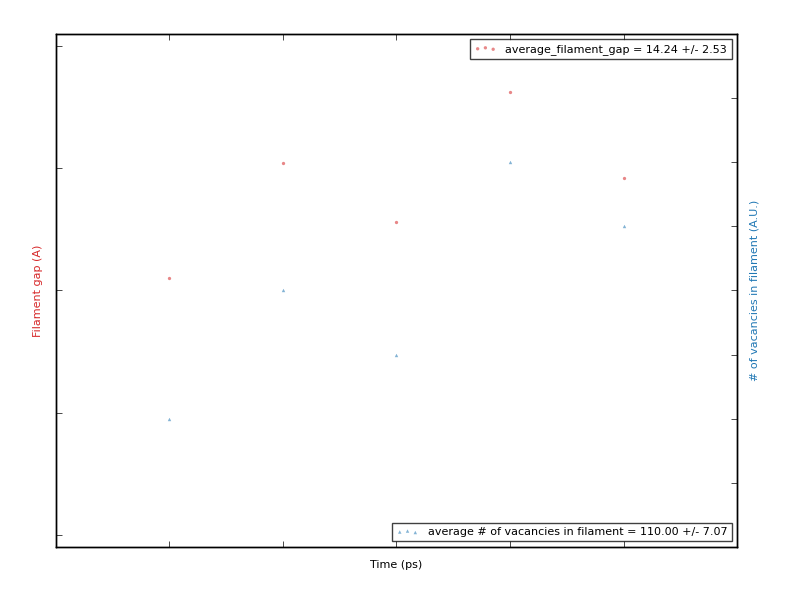 average_filament_gap = 14.24 +/- 2.53
Filament gap (A)
# of vacancies in filament (A.U.)
average # of vacancies in filament = 110.00 +/- 7.07
Time (ps)